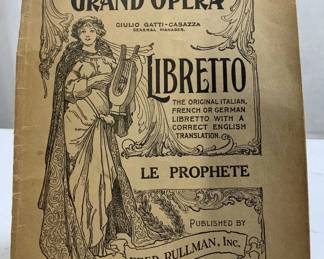 GRAND OPERA
GIULIO GATTI-CASAZZA
GENERAL MANAGER.
LIBRETTO
THE ORIGINAL ITALIAN,
FRENCH OR GERMAN
LIBRETTO WITH A
CORRECT ENGLISH
TRANSLATION.
LE PROPHETE
PUBLISHED BY
FRED RULLMAN, INC.